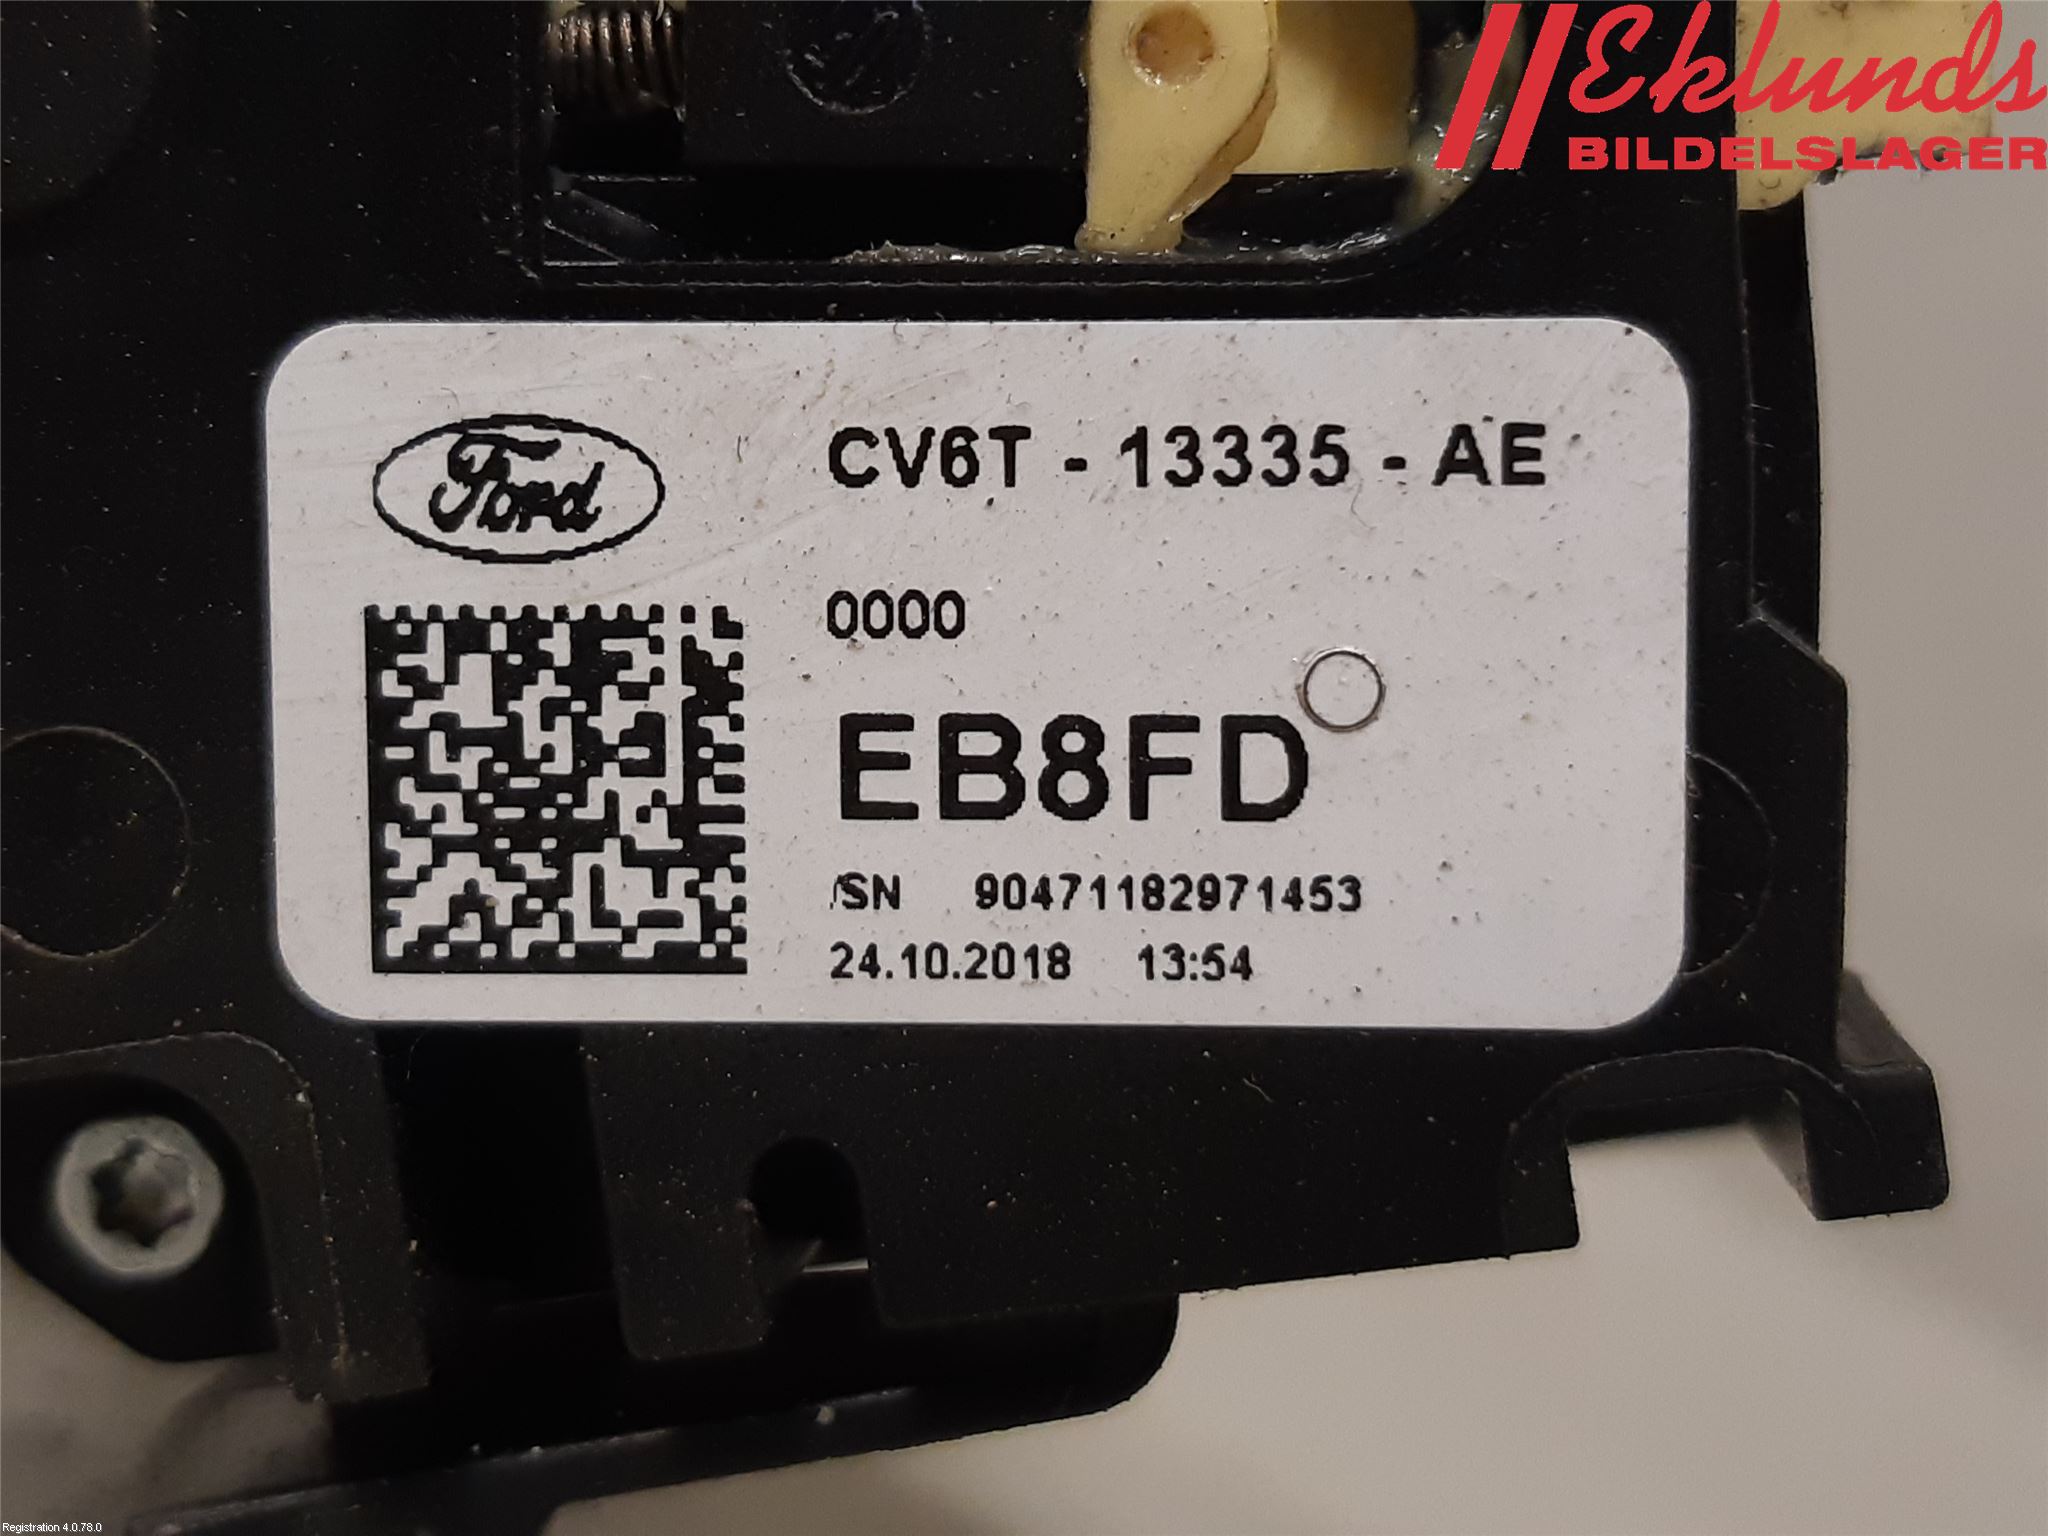 Eklunds
BILDELSLAGER
Ford
CV6T - 13335 - AE
0000
EB8FD
/SN 90471182971453
24.10.2018 13:54
Registration 4.0.78.0